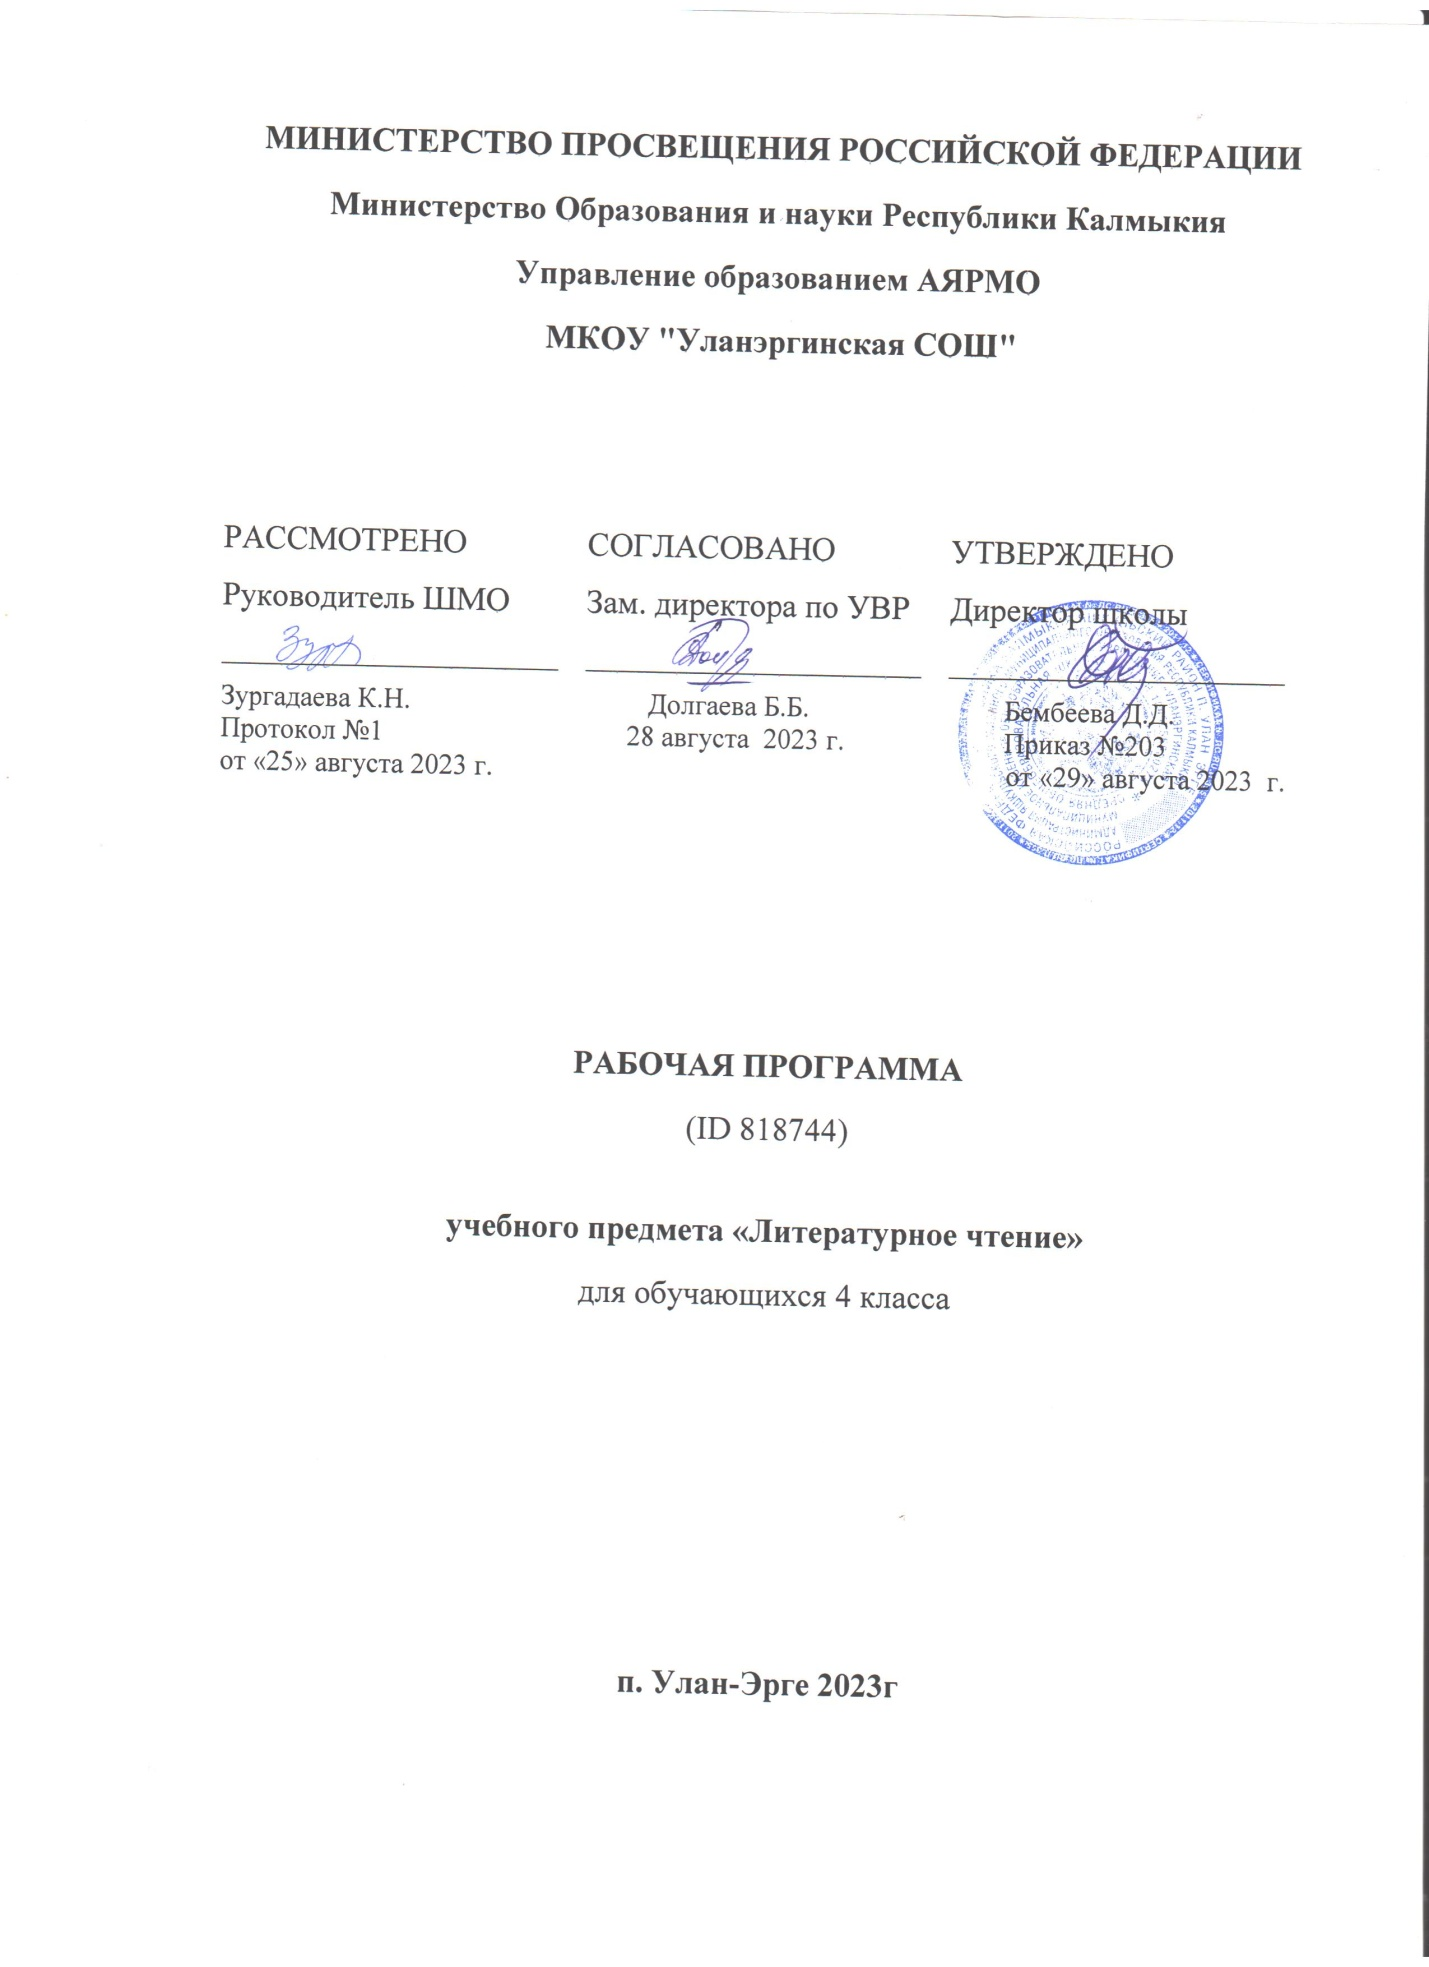 МИНИСТЕРСТВО ПРОСВЕЩЕНИЯ РОССИЙСКОЙ ФЕДЕРАЦИИ
Министерство Образования и науки Республики Калмыкия
Управление образованием АЯРМО
МКОУ "Уланэргинская СОШ"
РАССМОТРЕНО
Руководитель ШМО
Зургадаева К.Н.
Протокол №1
от «25» августа 2023 г.
СОГЛАСОВАНО
Зам. директора по УВР
Долгаева Б.Б.
28 августа 2023 г.
УТВЕРЖДЕНО
Директор школы
Бембеева Д.Д.
Приказ №203
от «29» августа 2023 г.
РАБОЧАЯ ПРОГРАММА
(ID 818744)
учебного предмета «Литературное чтение»
для обучающихся 4 класса
п. Улан-Эрге 2023г